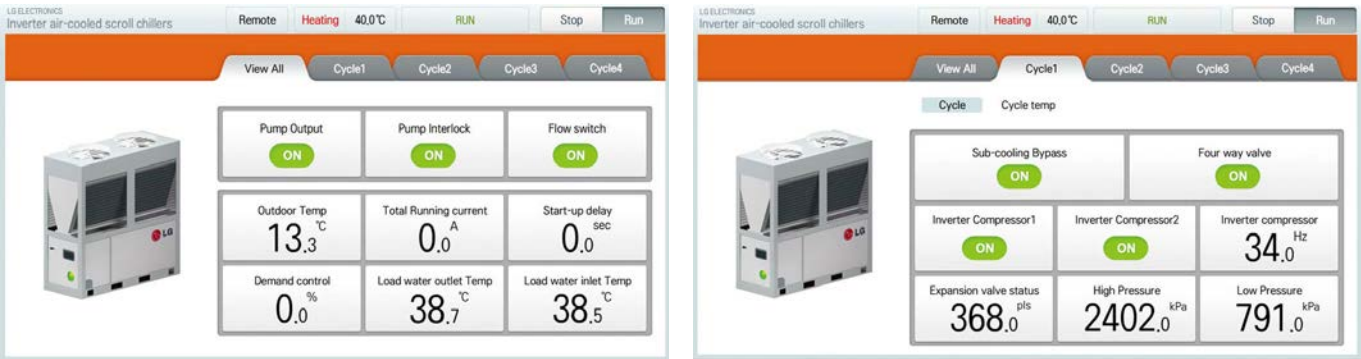 LG ELECTRONICS
Inverter air-cooled scroll chillers
Remote Heating 40.0℃ RUN Stop Run
View All Cycle1 Cycle2 Cycle3 Cycle4
Pump Output Pump Interlock Flow switch
ON ON ON
Outdoor Temp Total Running current Start-up delay
13.3 ℃ 0.0 A 0.0 sec
Demand control Load water outlet Temp Load water inlet Temp
0.0 % 38.7 ℃ 38.5 ℃
LG
LG ELECTRONICS
Inverter air-cooled scroll chillers
Remote Heating 40.0℃ RUN Stop Run
View All Cycle1 Cycle2 Cycle3 Cycle4
Cycle Cycle temp
Sub-cooling Bypass Four way valve
ON ON
Inverter Compressor1 Inverter Compressor2 Inverter compressor
ON ON 34.0 Hz
Expansion valve status High Pressure Low Pressure
368.0 pls 2402.0 kPa 791.0 kPa
LG